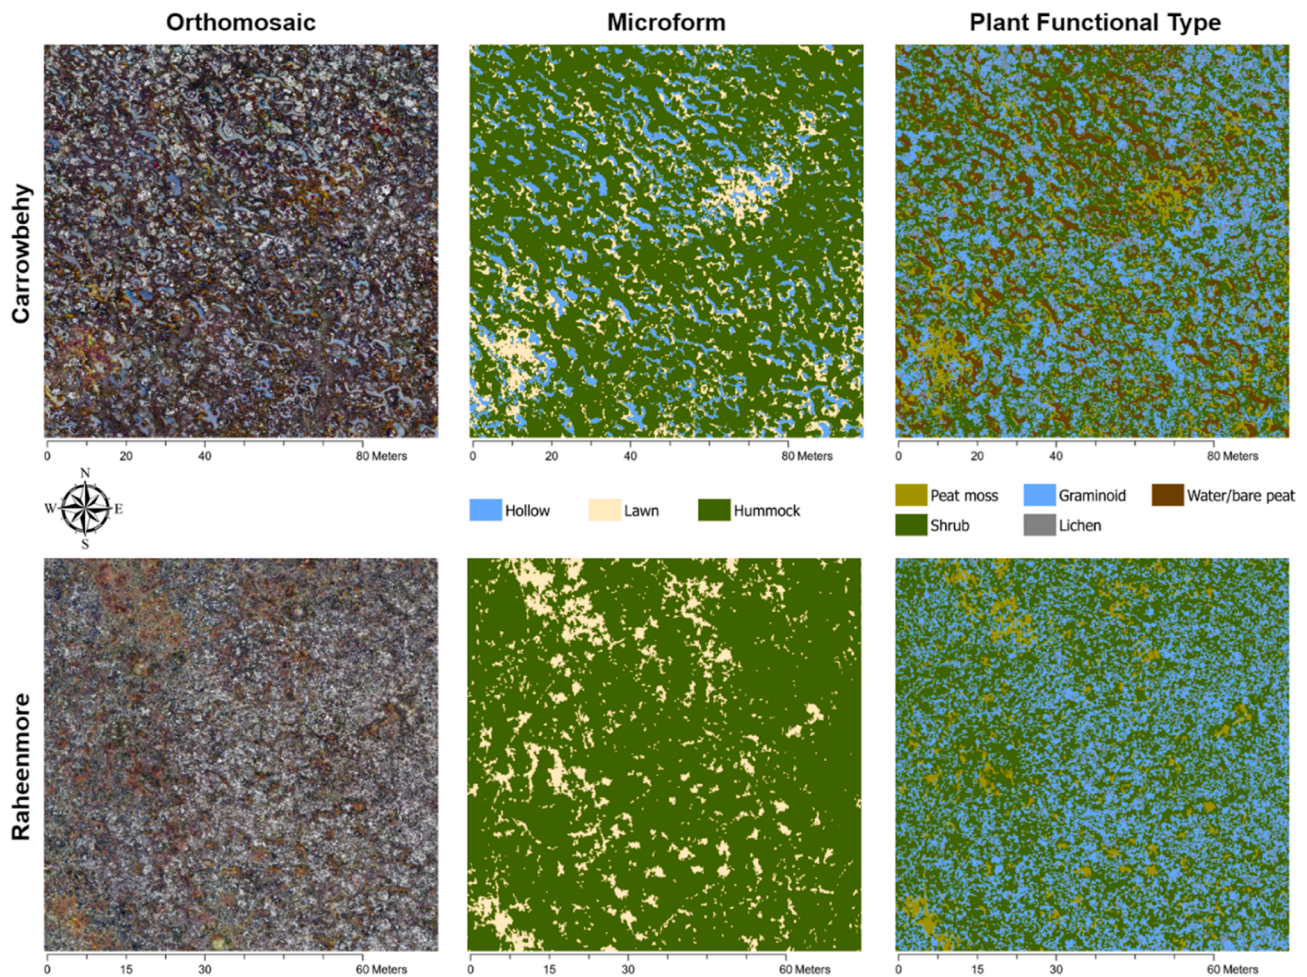 Orthomosaic
Microform
Plant Functional Type
Carrowbehy
0 20 40 80 Meters
0 20 40 80 Meters
0 20 40 80 Meters
N
W E
S
Hollow Lawn Hummock
Peat moss Graminoid Water/bare peat
Shrub Lichen
Raheenmore
0 15 30 60 Meters
0 15 30 60 Meters
0 15 30 60 Meters